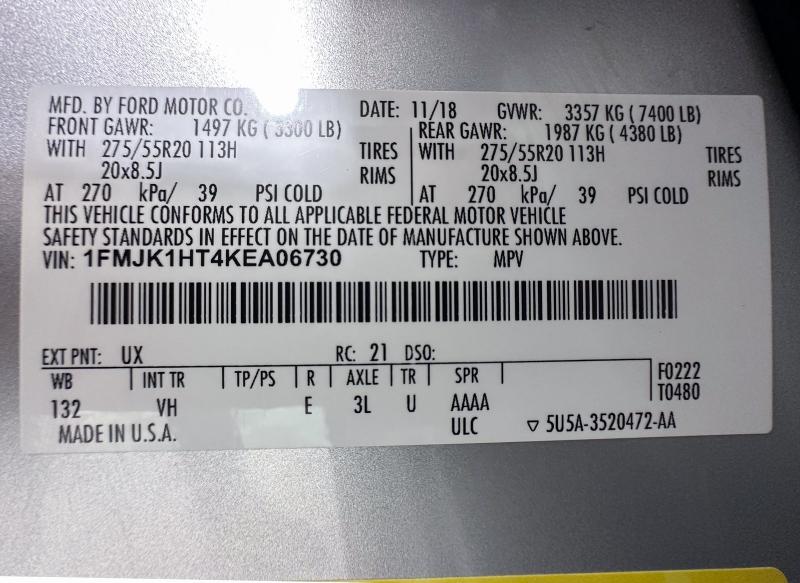 MFD. BY FORD MOTOR CO. DATE: 11/18 GVWR: 3357 KG ( 7400 LB)
FRONT GAWR: 1497 KG ( 3300 LB) REAR GAWR: 1987 KG ( 4380 LB)
WITH 275/55R20 113H TIRES WITH 275/55R20 113H TIRES
20x8.5J RIMS 20x8.5J RIMS
AT 270 kPa/ 39 PSI COLD AT 270 kPa/ 39 PSI COLD
THIS VEHICLE CONFORMS TO ALL APPLICABLE FEDERAL MOTOR VEHICLE
SAFETY STANDARDS IN EFFECT ON THE DATE OF MANUFACTURE SHOWN ABOVE.
VIN: 1FMJK1HT4KEA06730 TYPE: MPV
EXT PNT: UX RC: 21 DSO:
WB INT TR TP/PS R AXLE TR SPR F0222
T0480
132 VH E 3L U AAAA
MADE IN U.S.A. ULC ▽ 5U5A-3520472-AA